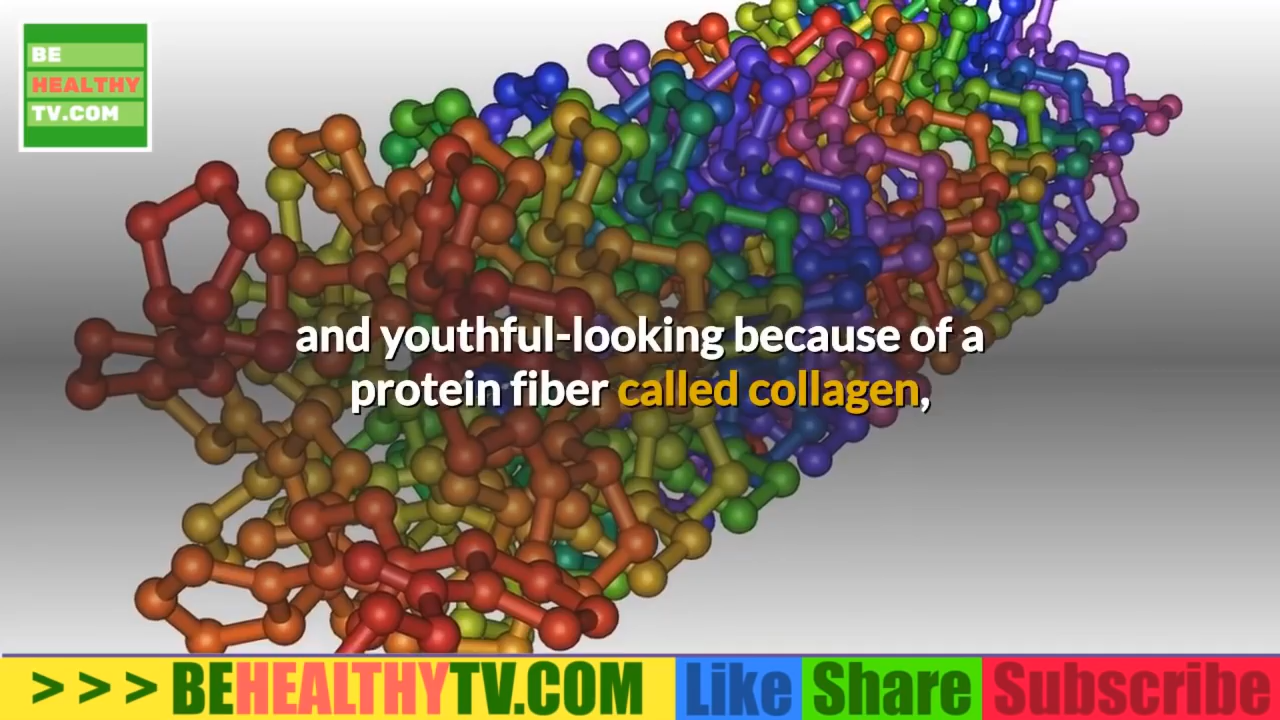 BE
HEALTHY
TV.COM
and youthful-looking because of a
protein fiber called collagen,
> > > BEHEALTHYTV.COM Like Share Subscribe